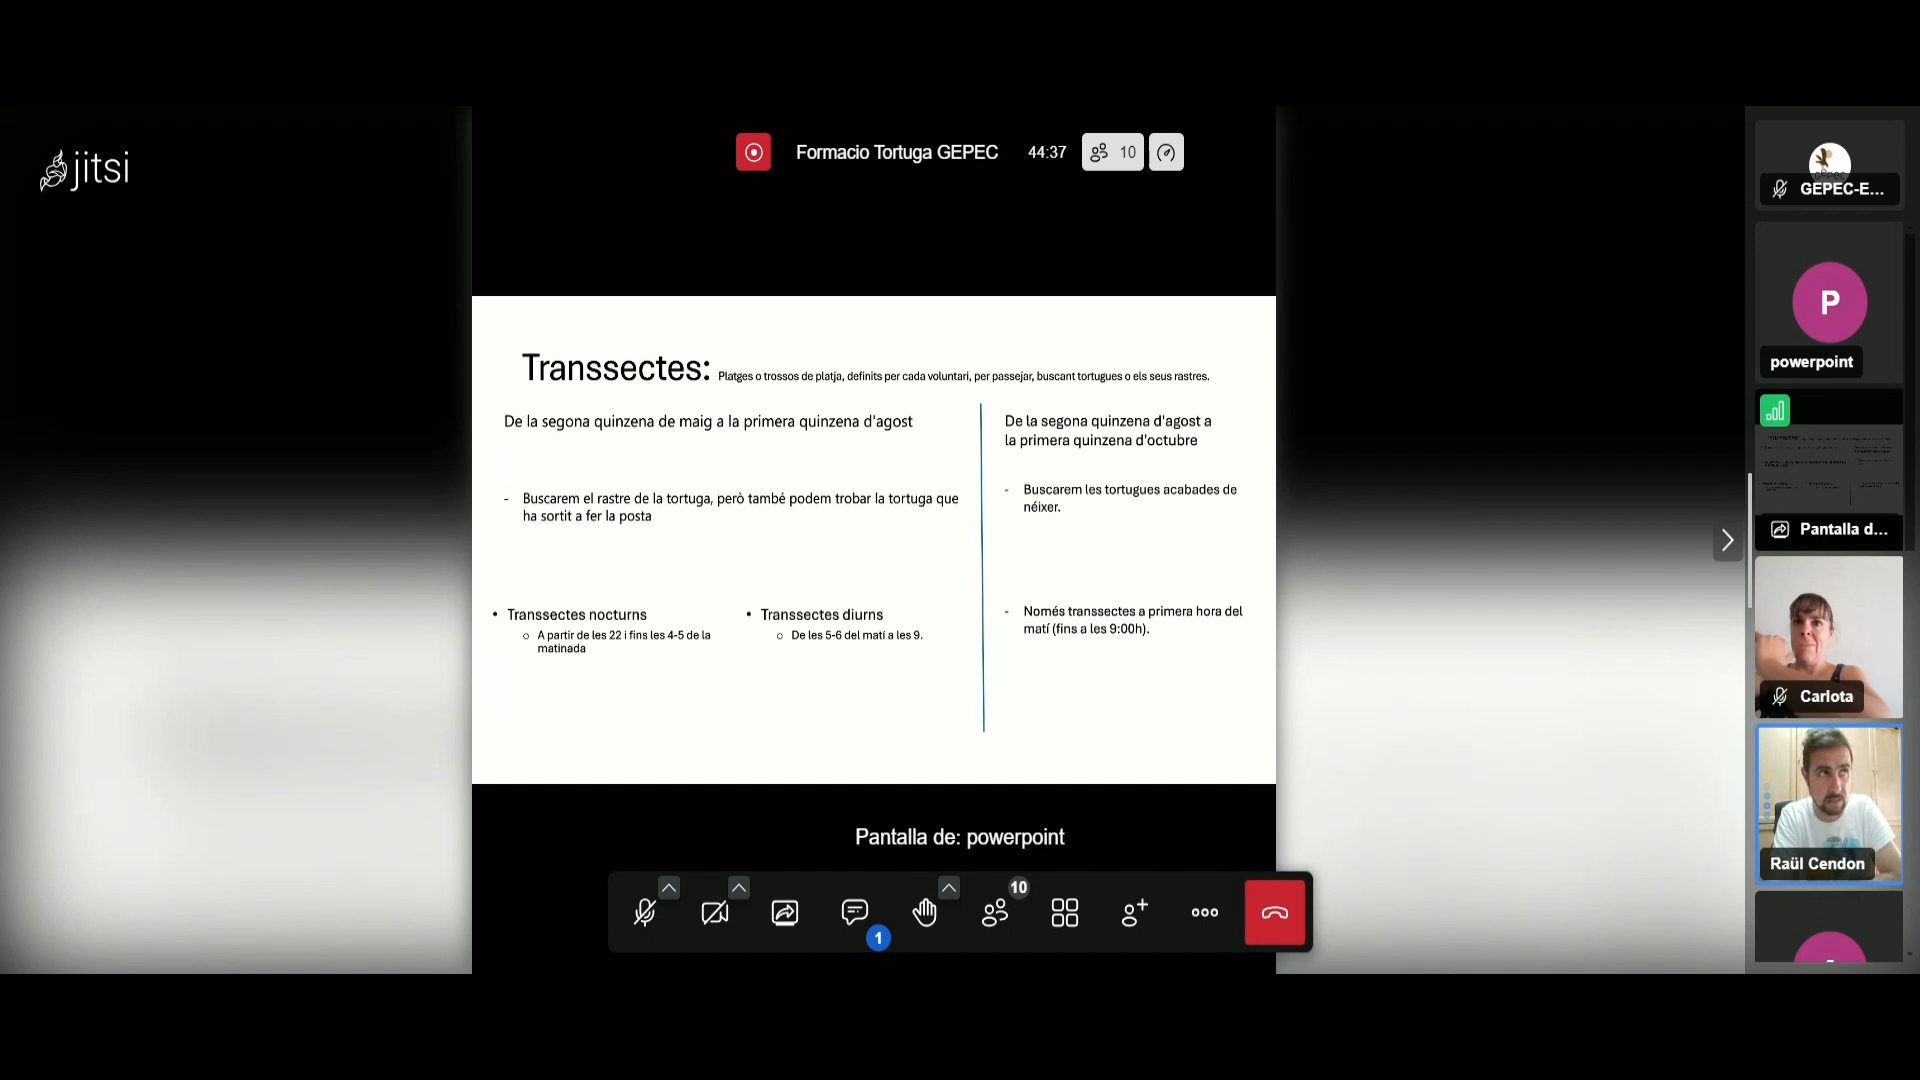 jitsi
Formacio Tortuga GEPEC
44:37
10
Transsectes: Platges o trossos de platja, definits per cada voluntari, per passejar, buscant tortugues o els seus rastres.
De la segona quinzena de maig a la primera quinzena d'agost
- Buscarem el rastre de la tortuga, però també podem trobar la tortuga que
ha sortit a fer la posta
• Transsectes nocturns
o A partir de les 22 i fins les 4-5 de la
matinada
• Transsectes diurns
o De les 5-6 del matí a les 9.
De la segona quinzena d'agost a
la primera quinzena d'octubre
- Buscarem les tortugues acabades de
néixer.
- Només transsectes a primera hora del
matí (fins a les 9:00h).
Pantalla de: powerpoint
1
10
GEPEC-E...
P
powerpoint
Pantalla d...
Carlota
Raül Cendon